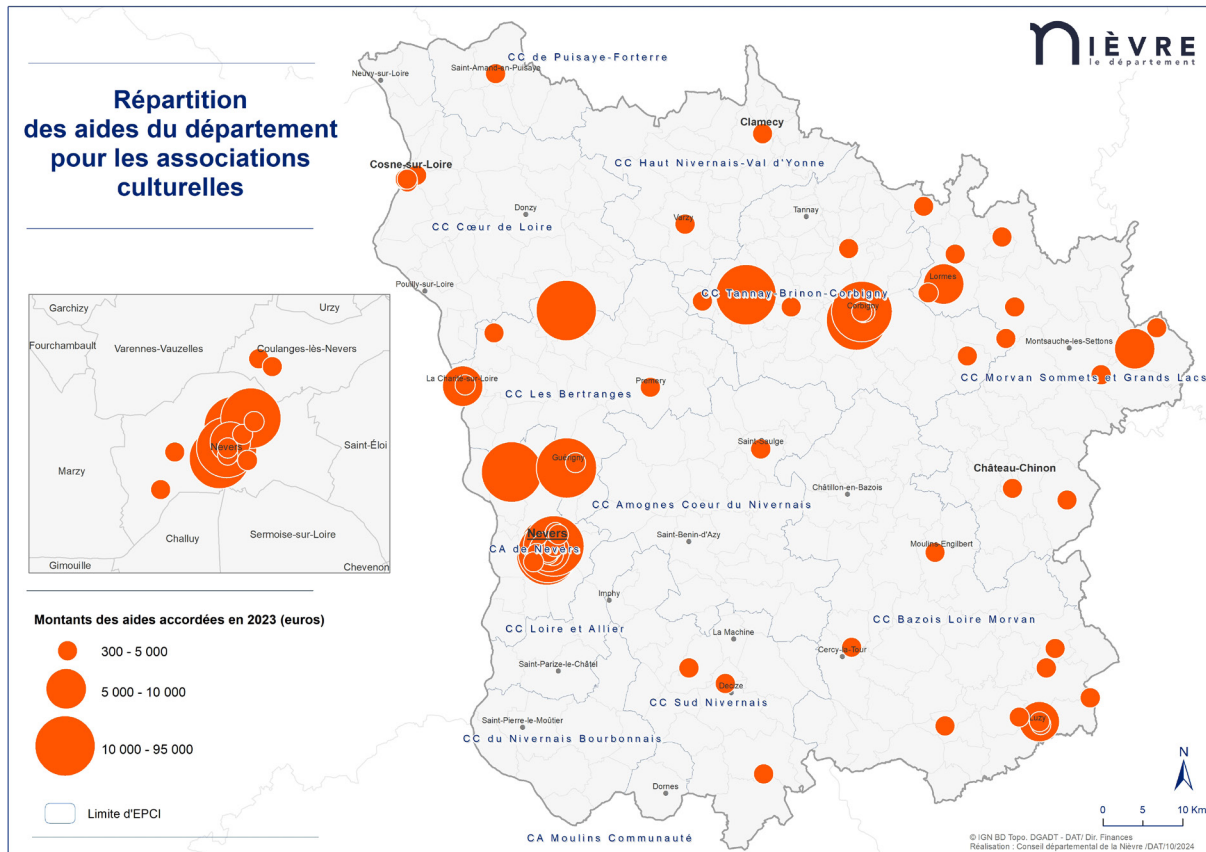 NIÈVRE
le département
Répartition
des aides du département
pour les associations
culturelles
CC de Puisaye-Forterre
Saint-Amand-en-Puisaye
Neuvy-sur-Loire
Clamecy
CC Haut Nivernais-Val d'Yonne
Cosne-sur-Loire
Donzy
Varzy
Tannay
CC Cœur de Loire
Pouilly-sur-Loire
Lormes
CC Tannay-Brinon-Corbigny
Corbigny
Montsauche-les-Settons
CC Morvan Sommets et Grands Lacs
La Charité-sur-Loire
Prémery
CC Les Bertranges
Saint-Saulge
Guérigny
Château-Chinon
Châtillon-en-Bazois
CC Amognes Coeur du Nivernais
Nevers
Saint-Benin-d'Azy
CA de Nevers
Moulins-Engilbert
Imphy
CC Loire et Allier
La Machine
CC Bazois Loire Morvan
Cercy-la-Tour
Saint-Parize-le-Châtel
Decize
CC Sud Nivernais
Luzy
Saint-Pierre-le-Moûtier
CC du Nivernais Bourbonnais
Dornes
CA Moulins Communauté
Garchizy
Urzy
Fourchambault
Varennes-Vauzelles
Coulanges-lès-Nevers
Nevers
Saint-Éloi
Marzy
Challuy
Sermoise-sur-Loire
Gimouille
Chevenon
Montants des aides accordées en 2023 (euros)
300 - 5 000
5 000 - 10 000
10 000 - 95 000
Limite d'EPCI
N
0 5 10 Km
© IGN BD Topo. DGADT - DAT/ Dir. Finances
Réalisation : Conseil départemental de la Nièvre /DAT/10/2024